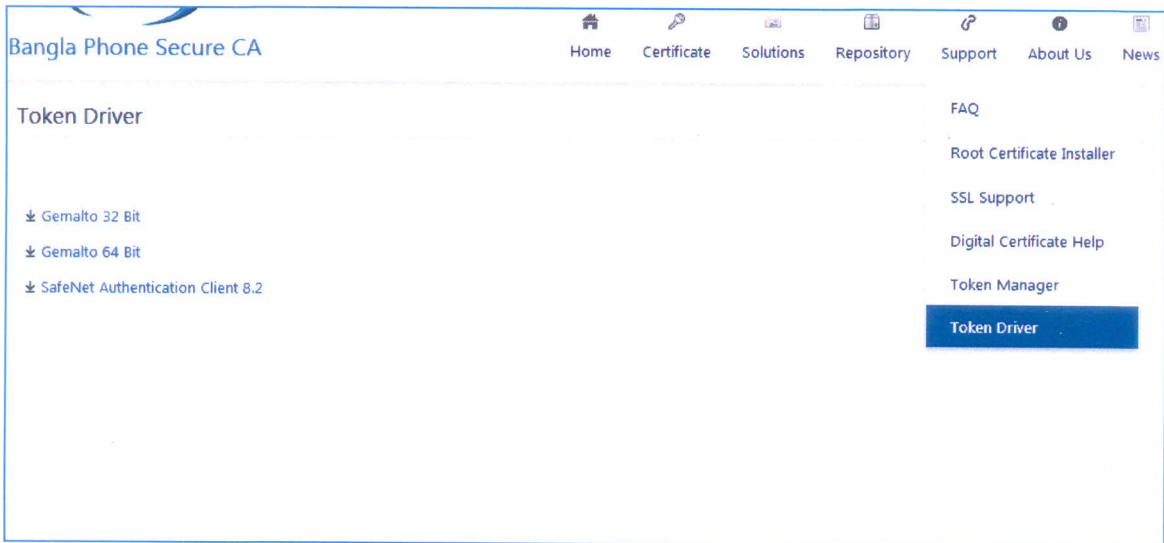 Bangla Phone Secure CA
Home Certificate Solutions Repository Support About Us News
Token Driver
FAQ
Root Certificate Installer
SSL Support
Digital Certificate Help
Token Manager
Token Driver
Gemalto 32 Bit
Gemalto 64 Bit
SafeNet Authentication Client 8.2